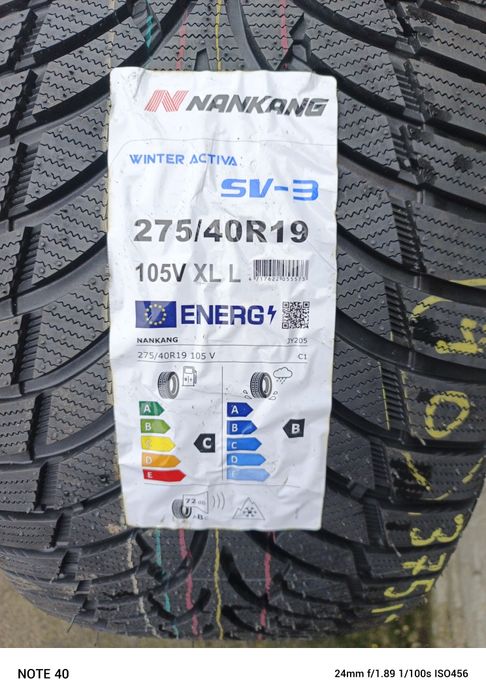 NANKANG
WINTER ACTIVA
SV-3
275/40R19
105V XL L
4717622055573
ENERG
NANKANG JY205
275/40R19 105 V C1
A A
B B
C C
D D
E E
C B
72 dB
B
NOTE 40 24mm f/1.89 1/100s ISO456